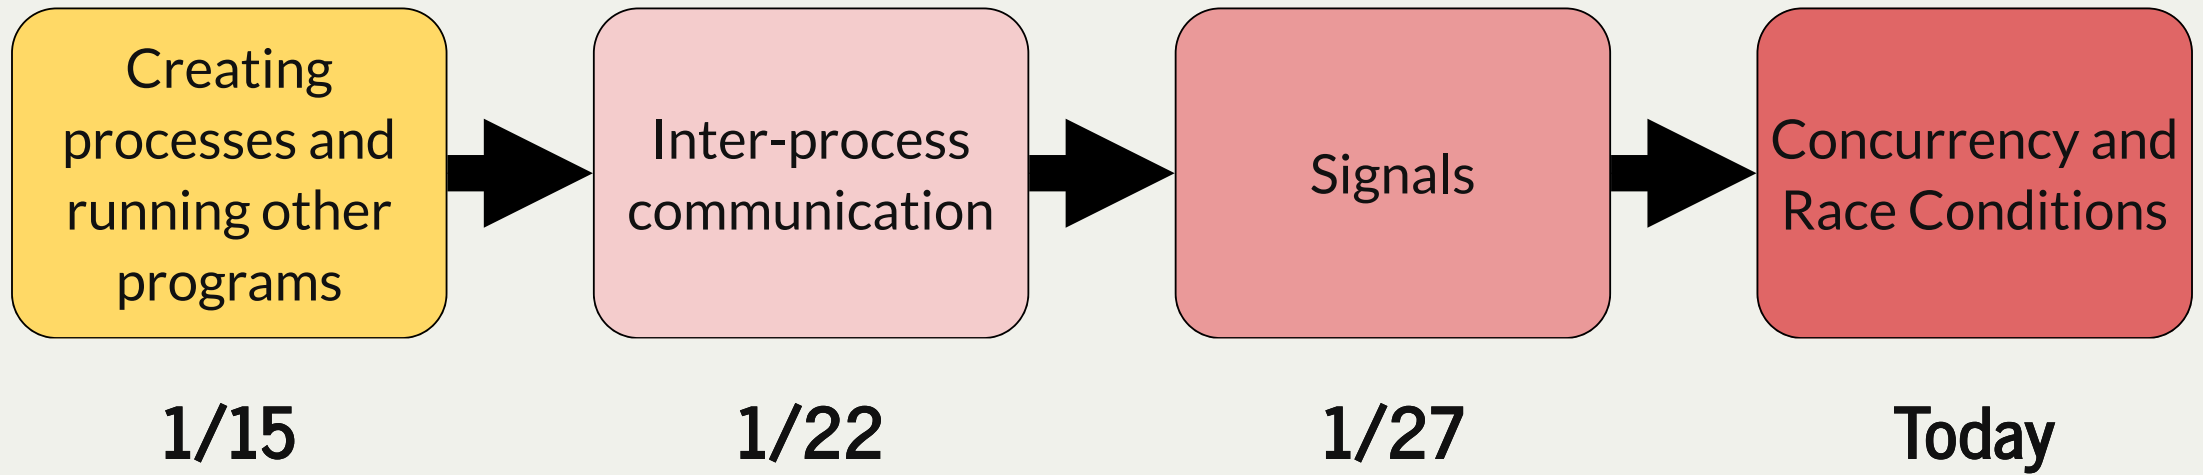 Creating
processes and
running other
programs
Inter-process
communication
Signals
Concurrency and
Race Conditions
1/15
1/22
1/27
Today